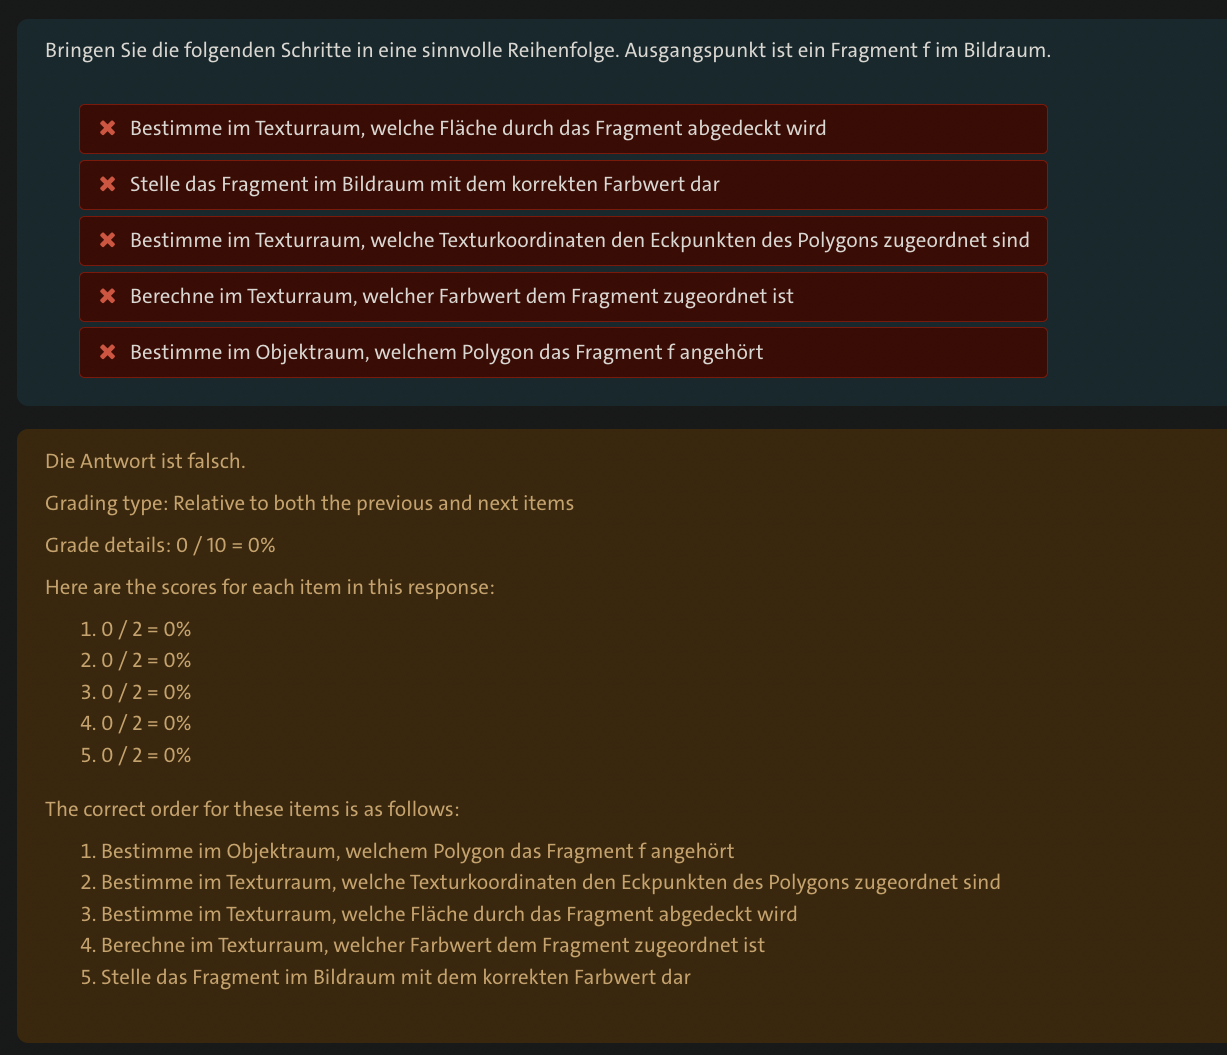 Bringen Sie die folgenden Schritte in eine sinnvolle Reihenfolge. Ausgangspunkt ist ein Fragment f im Bildraum.
Bestimme im Texturraum, welche Fläche durch das Fragment abgedeckt wird
Stelle das Fragment im Bildraum mit dem korrekten Farbwert dar
Bestimme im Texturraum, welche Texturkoordinaten den Eckpunkten des Polygons zugeordnet sind
Berechne im Texturraum, welcher Farbwert dem Fragment zugeordnet ist
Bestimme im Objektraum, welchem Polygon das Fragment f angehört
Die Antwort ist falsch.
Grading type: Relative to both the previous and next items
Grade details: 0 / 10 = 0%
Here are the scores for each item in this response:
1. 0 / 2 = 0%
2. 0 / 2 = 0%
3. 0 / 2 = 0%
4. 0 / 2 = 0%
5. 0 / 2 = 0%
The correct order for these items is as follows:
1. Bestimme im Objektraum, welchem Polygon das Fragment f angehört
2. Bestimme im Texturraum, welche Texturkoordinaten den Eckpunkten des Polygons zugeordnet sind
3. Bestimme im Texturraum, welche Fläche durch das Fragment abgedeckt wird
4. Berechne im Texturraum, welcher Farbwert dem Fragment zugeordnet ist
5. Stelle das Fragment im Bildraum mit dem korrekten Farbwert dar